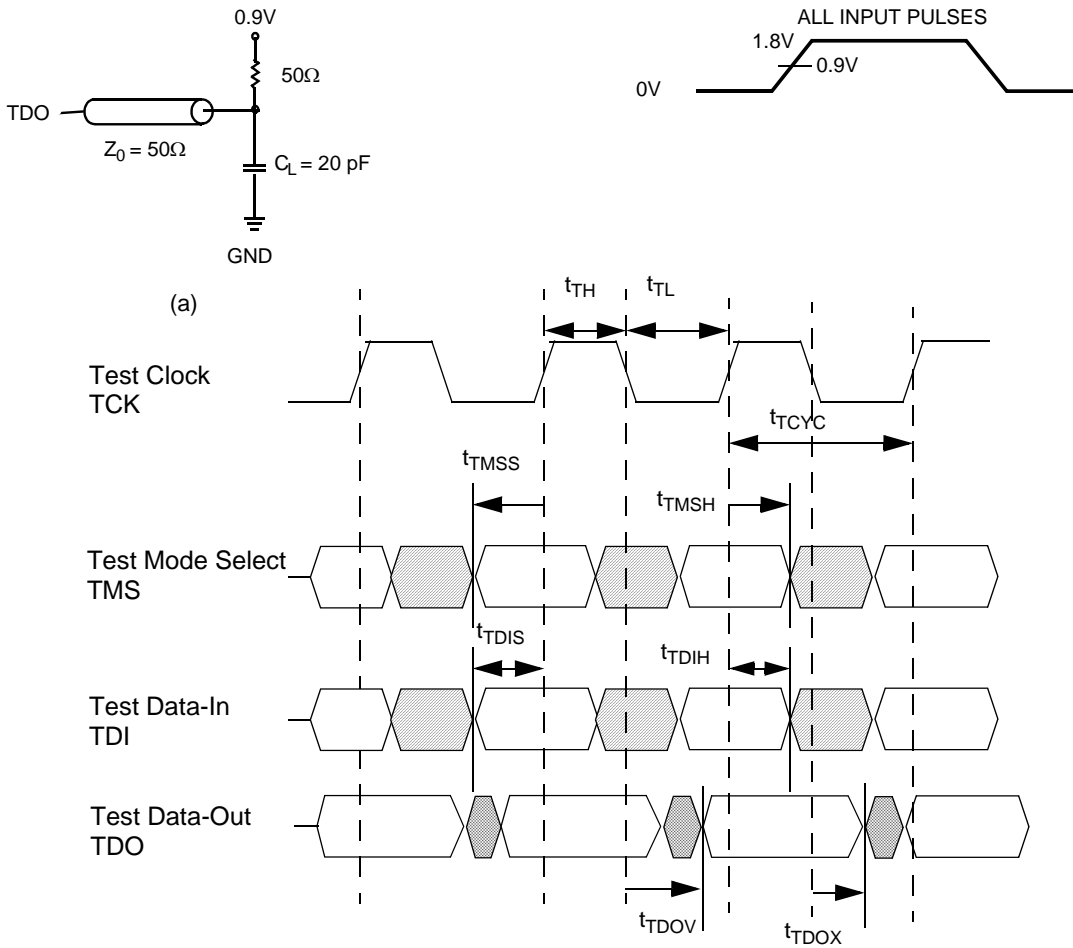 0.9V
50Ω
TDO
Z0 = 50Ω
CL = 20 pF
GND
(a)
ALL INPUT PULSES
1.8V
0.9V
0V
tTH
tTL
Test Clock
TCK
tTCYC
tTMSS
tTMSH
Test Mode Select
TMS
tTDIS
tTDIH
Test Data-In
TDI
Test Data-Out
TDO
tTDOV
tTDOX